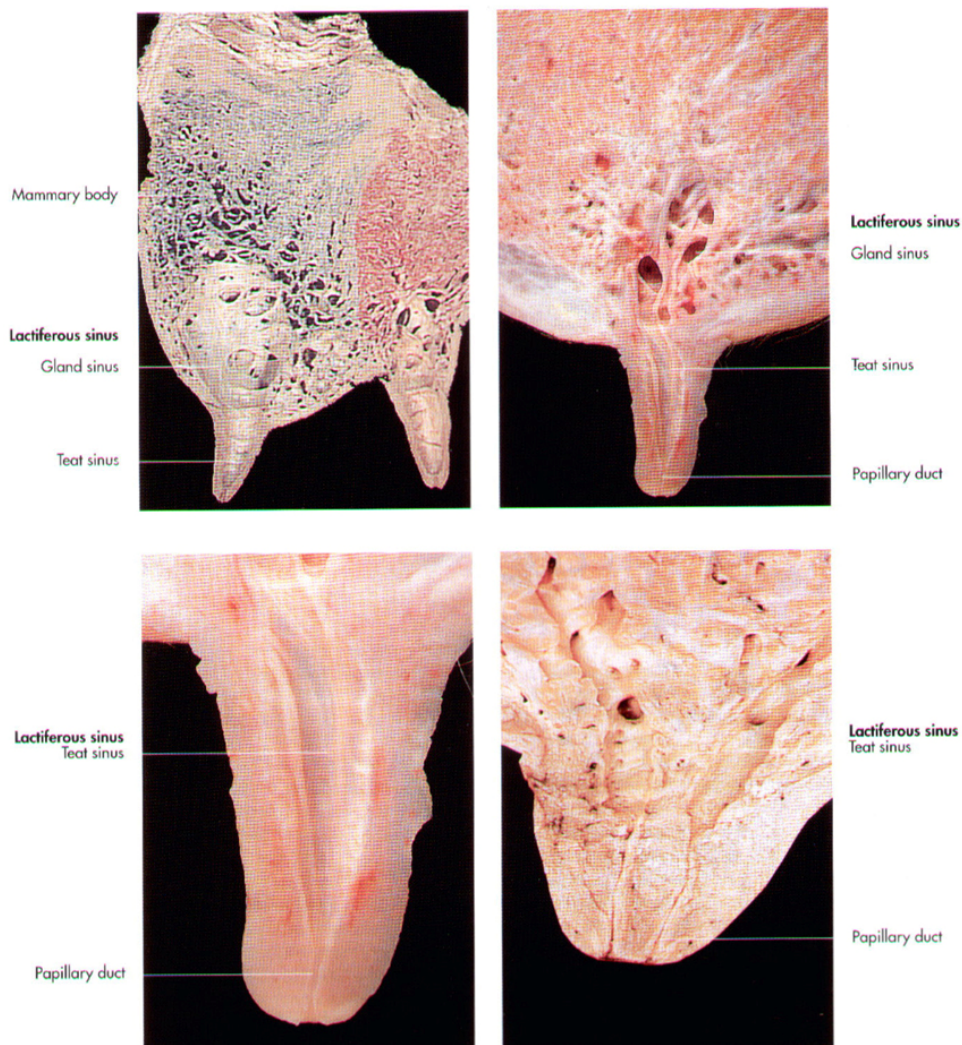 Mammary body
Lactiferous sinus
Gland sinus
Teat sinus
Lactiferous sinus
Gland sinus
Teat sinus
Papillary duct
Lactiferous sinus
Teat sinus
Papillary duct
Lactiferous sinus
Teat sinus
Papillary duct